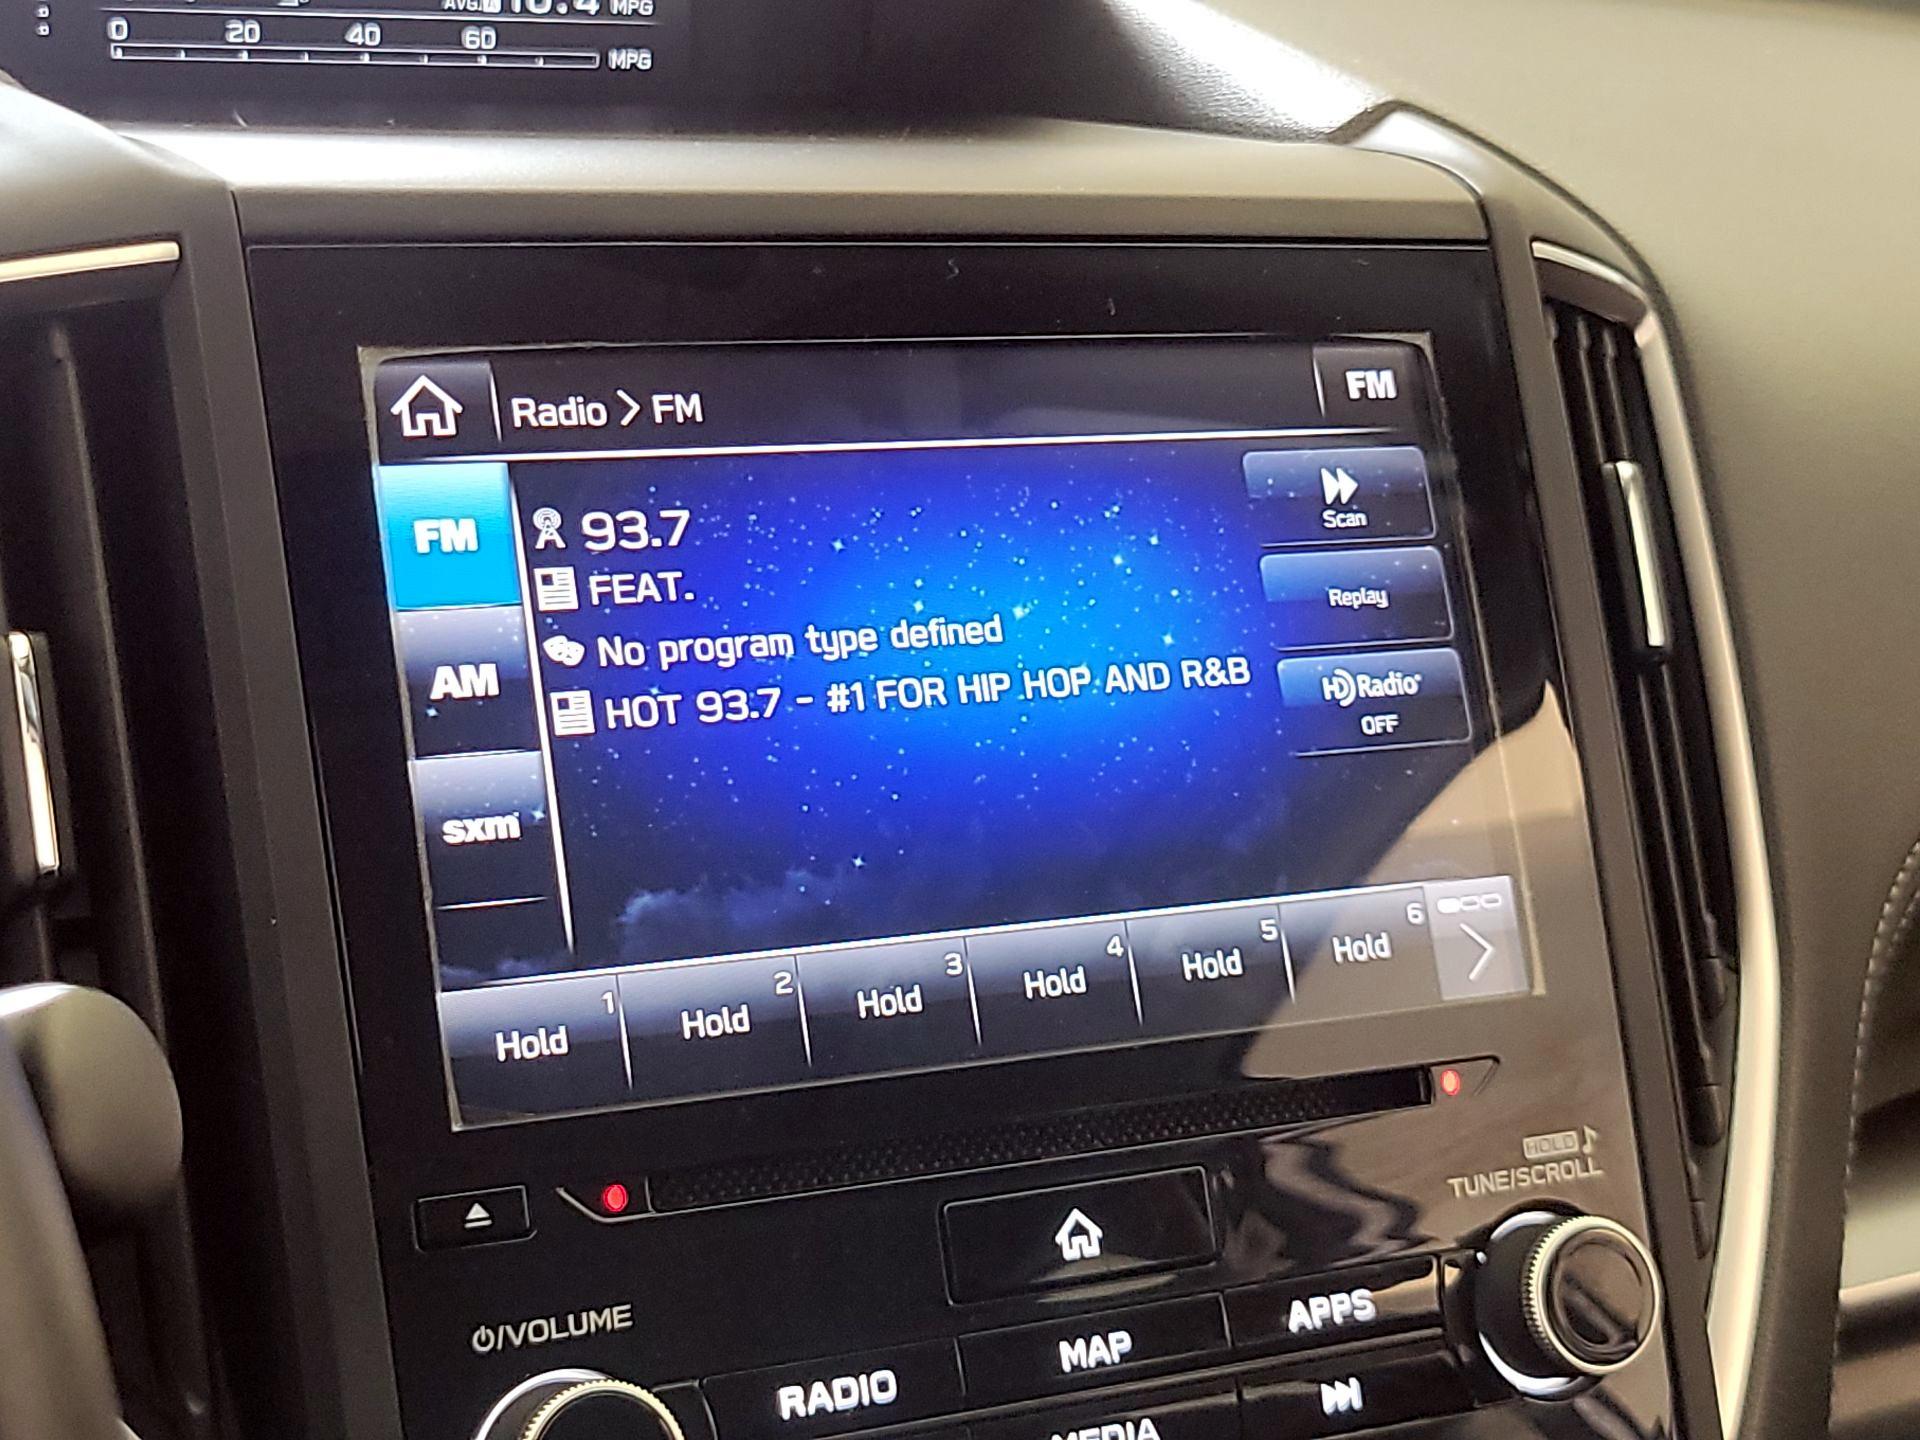 MPG
0 20 40 60
MPG
Radio > FM
FM
FM
93.7
Scan
FEAT.
Replay
No program type defined
AM
HOT 93.7 - #1 FOR HIP HOP AND R&B
HD Radio
OFF
sxm
1 2 3 4 5 6
Hold Hold Hold Hold Hold Hold
HOLD
TUNE/SCROLL
/VOLUME
RADIO
MAP
APPS
MEDIA